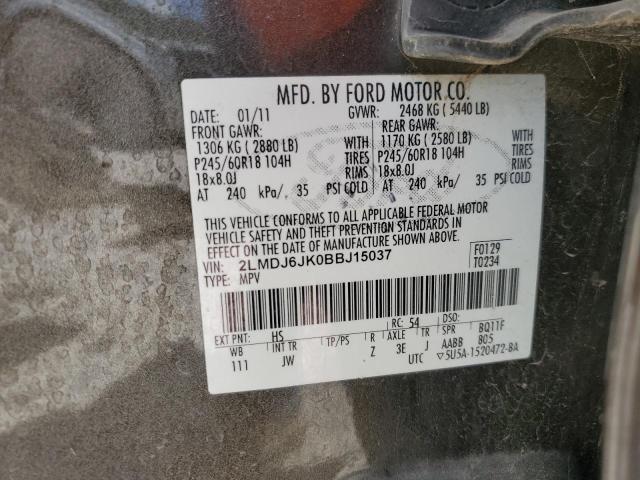 MFD. BY FORD MOTOR CO.
DATE: 01/11 GVWR: 2468 KG ( 5440 LB)
FRONT GAWR: REAR GAWR:
1306 KG ( 2880 LB) WITH 1170 KG ( 2580 LB) WITH
P245/60R18 104H TIRES P245/60R18 104H TIRES
18x8.0J RIMS 18x8.0J RIMS
AT 240 kPa/ 35 PSI COLD AT 240 kPa/ 35 PSI COLD
THIS VEHICLE CONFORMS TO ALL APPLICABLE FEDERAL MOTOR
VEHICLE SAFETY AND THEFT PREVENTION STANDARDS IN
EFFECT ON THE DATE OF MANUFACTURE SHOWN ABOVE.
VIN: 2LMDJ6JK0BBJ15037 F0129
TYPE: MPV T0234
EXT PNT: HS RC: 54 BQ11F
WB INT TR TP/PS R AXLE TR SPR 805
111 JW Z 3E J AABB
UTC ▽5U5A-1520472-BA